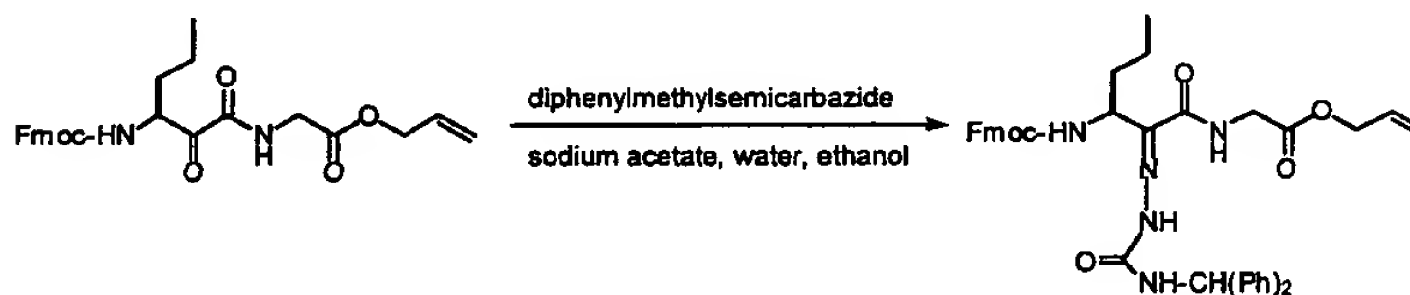 O
O
Fmoc-HN
N
H
O
O
diphenylmethylsemicarbazide
sodium acetate, water, ethanol
O
O
Fmoc-HN
N
H
O
N
NH
O
NH-CH(Ph)2